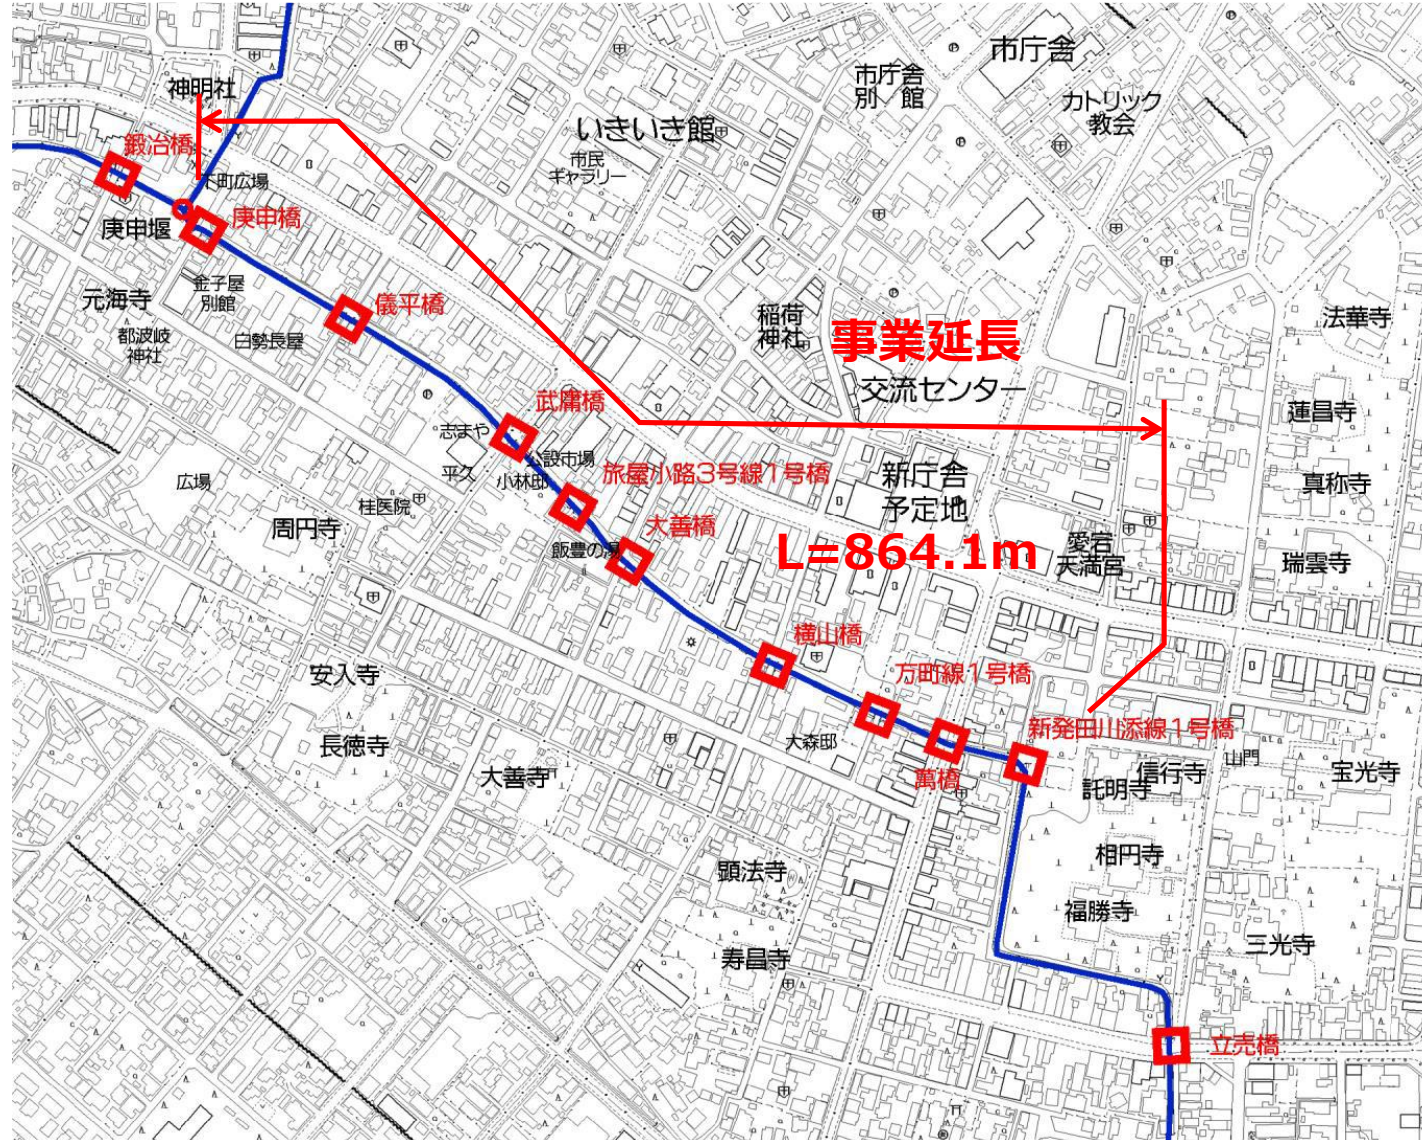 市庁舎
市庁舎
別　館
神明社
カトリック
教会
いきいき館
鍛冶橋
市民
ギャラリー
下町広場
庚申橋
庚申堰
金子屋
別館
元海寺
儀平橋
稲荷
神社
法華寺
都波岐
神社
白勢長屋
事業延長
交流センター
武庸橋
蓮昌寺
志まや
公設市場
平久
小林邸
旅屋小路3号線1号橋
新庁舎
予定地
真称寺
広場
桂医院
周円寺
大善橋
飯豊の湯
L=864.1m
愛宕
天満宮
瑞雲寺
横山橋
安入寺
万町線1号橋
長徳寺
大森邸
新発田川添線1号橋
大善寺
萬橋
信行寺
山門
宝光寺
託明寺
相円寺
顕法寺
福勝寺
寿昌寺
三光寺
立売橋